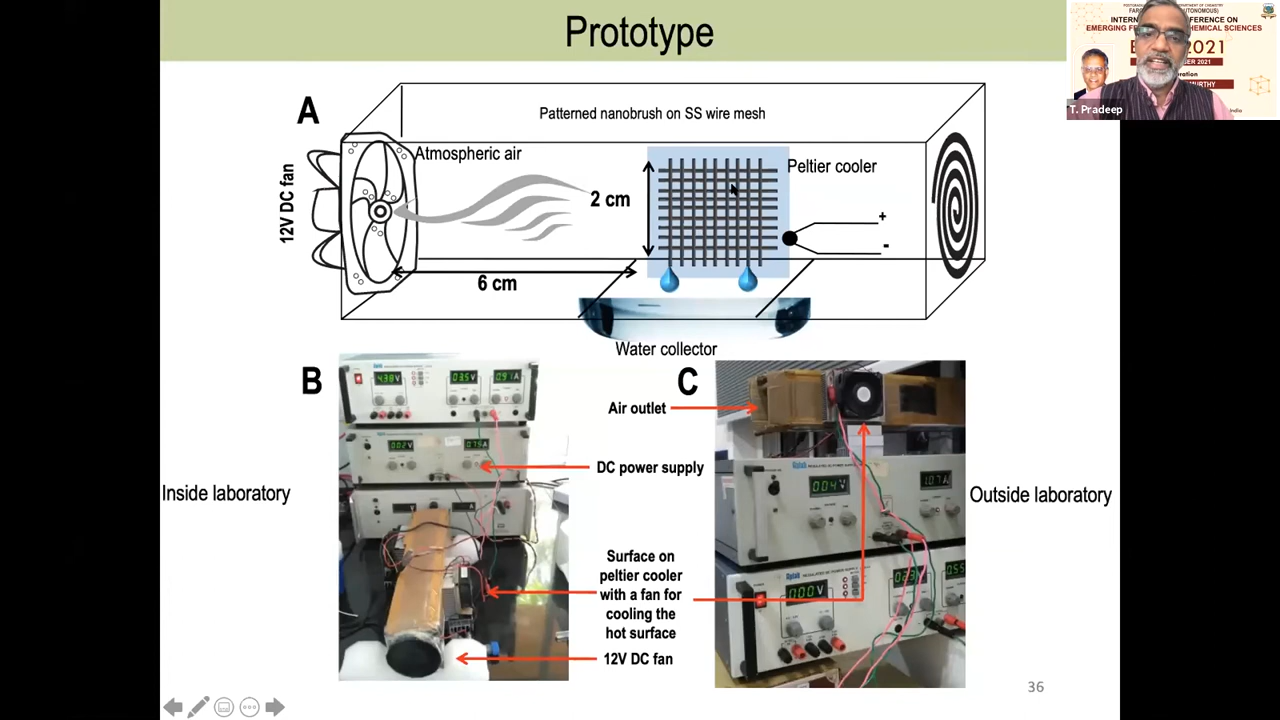 Prototype
A
Patterned nanobrush on SS wire mesh
Atmospheric air
Peltier cooler
12V DC fan
2 cm
+
-
6 cm
Water collector
B
C
Air outlet
DC power supply
Inside laboratory
Outside laboratory
Surface on
peltier cooler
with a fan for
cooling the
hot surface
12V DC fan
36
T. Pradeep
2021